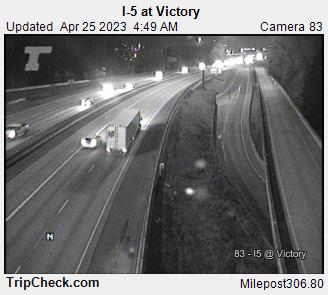 I-5 at Victory
Updated Apr 25 2023 4:49 AM Camera 83
T
N
83 - I5 @ Victory
TripCheck.com Milepost306.80